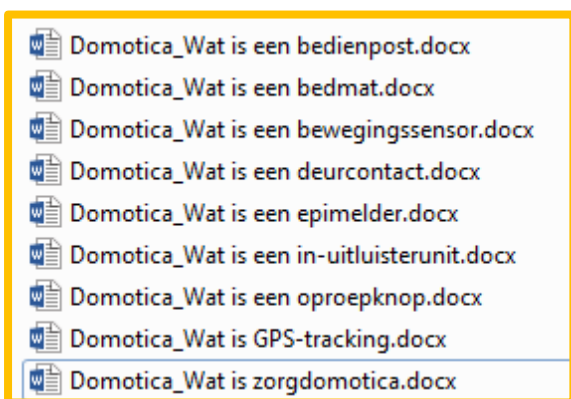 Domotica_Wat is een bedienpost.docx
Domotica_Wat is een bedmat.docx
Domotica_Wat is een bewegingssensor.docx
Domotica_Wat is een deurcontact.docx
Domotica_Wat is een epimelder.docx
Domotica_Wat is een in-uitluisterunit.docx
Domotica_Wat is een oproepknop.docx
Domotica_Wat is GPS-tracking.docx
Domotica_Wat is zorgdomotica.docx